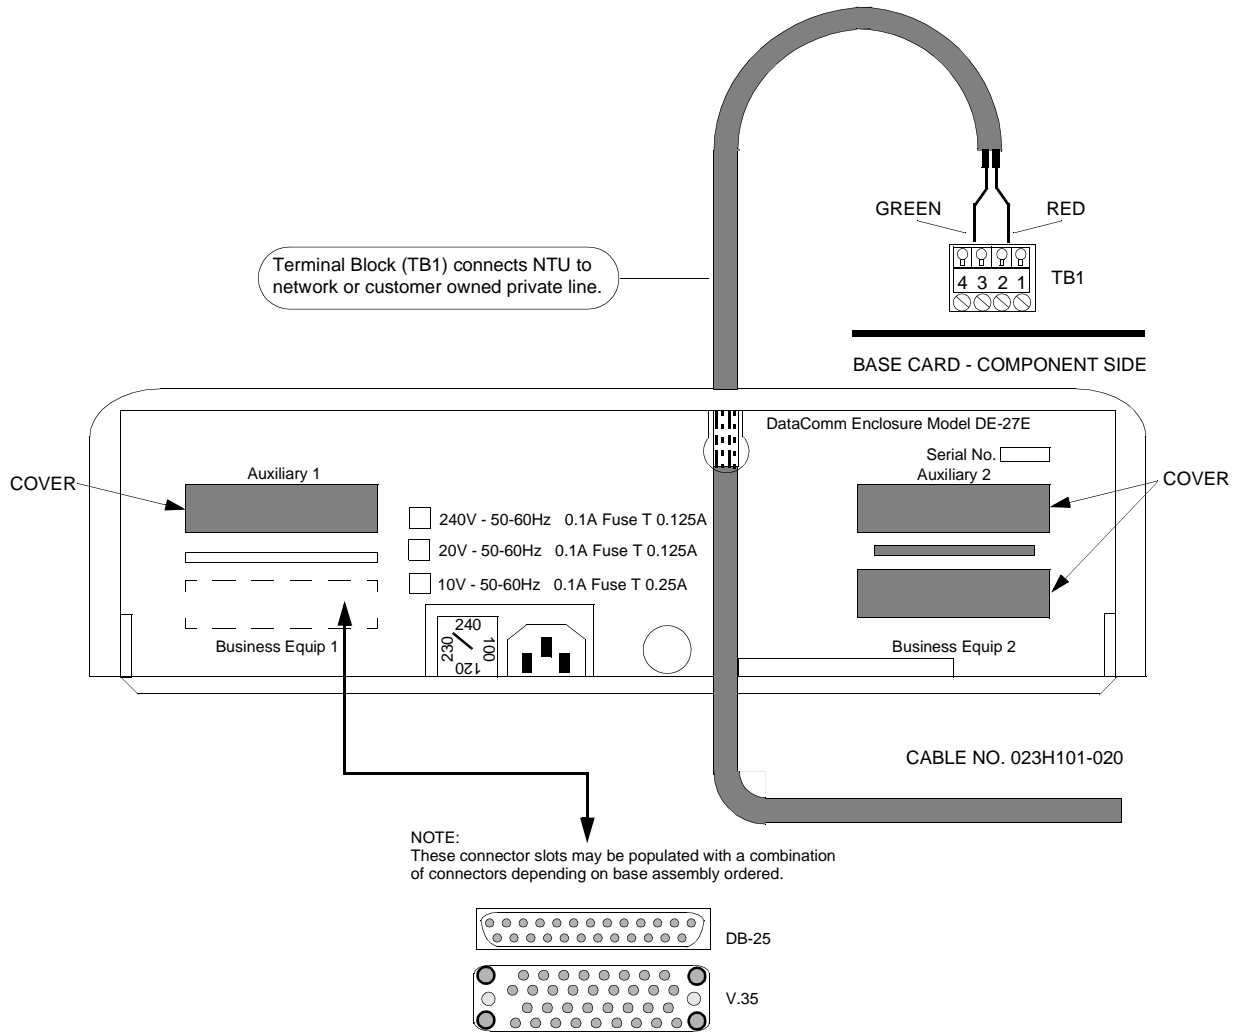 GREEN
RED
Terminal Block (TB1) connects NTU to
network or customer owned private line.
4 3 2 1
TB1
BASE CARD - COMPONENT SIDE
DataComm Enclosure Model DE-27E
Serial No.
Auxiliary 1
Auxiliary 2
COVER
COVER
240V - 50-60Hz 0.1A Fuse T 0.125A
20V - 50-60Hz 0.1A Fuse T 0.125A
10V - 50-60Hz 0.1A Fuse T 0.25A
240
230
100
120
Business Equip 1
Business Equip 2
CABLE NO. 023H101-020
NOTE:
These connector slots may be populated with a combination
of connectors depending on base assembly ordered.
DB-25
V.35